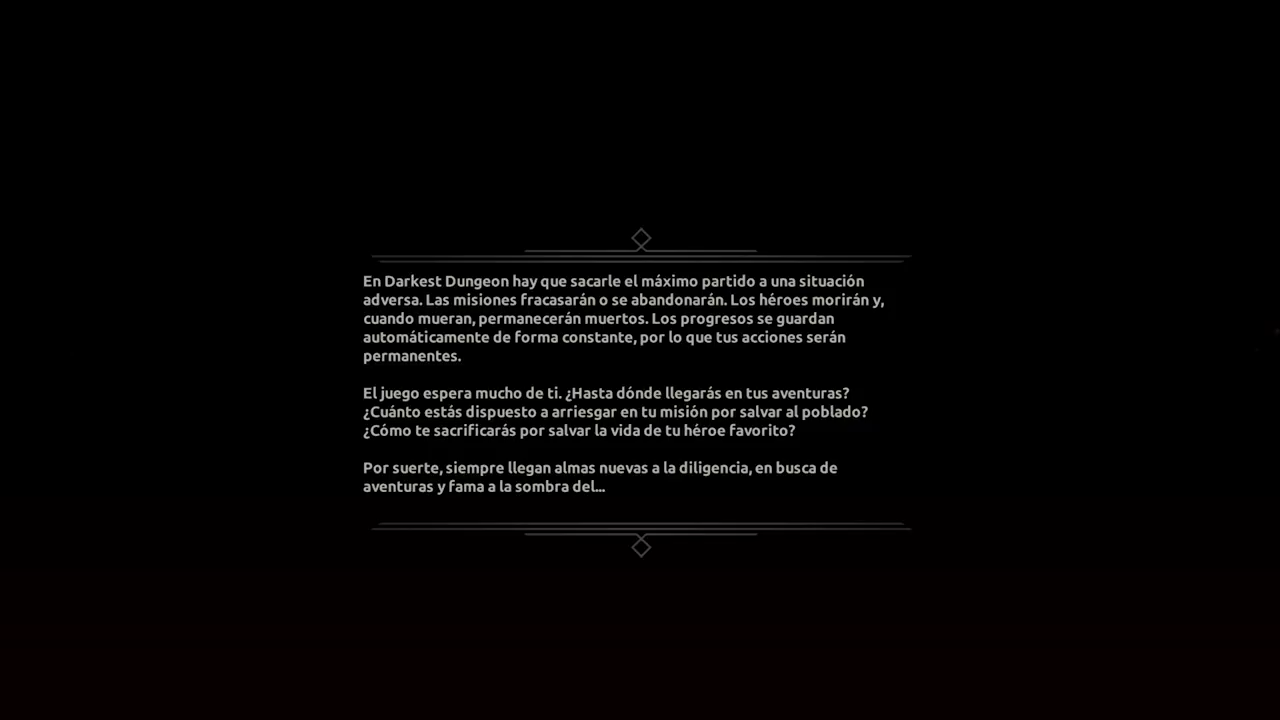 En Darkest Dungeon hay que sacarle el máximo partido a una situación
adversa. Las misiones fracasarán o se abandonarán. Los héroes morirán y,
cuando mueran, permanecerán muertos. Los progresos se guardan
automáticamente de forma constante, por lo que tus acciones serán
permanentes.
El juego espera mucho de ti. ¿Hasta dónde llegarás en tus aventuras?
¿Cuánto estás dispuesto a arriesgar en tu misión por salvar al poblado?
¿Cómo te sacrificarás por salvar la vida de tu héroe favorito?
Por suerte, siempre llegan almas nuevas a la diligencia, en busca de
aventuras y fama a la sombra del...